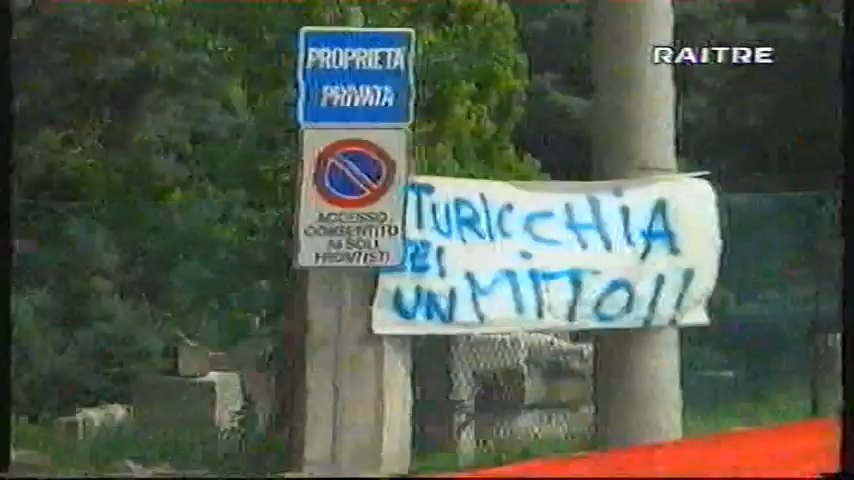 RAITRE
PROPRIETÀ
PRIVATA
ACCESSO
CONSENTITO
AI SOLI
FRONTISTI
TURICCHIA
SEI
UN MITO!!